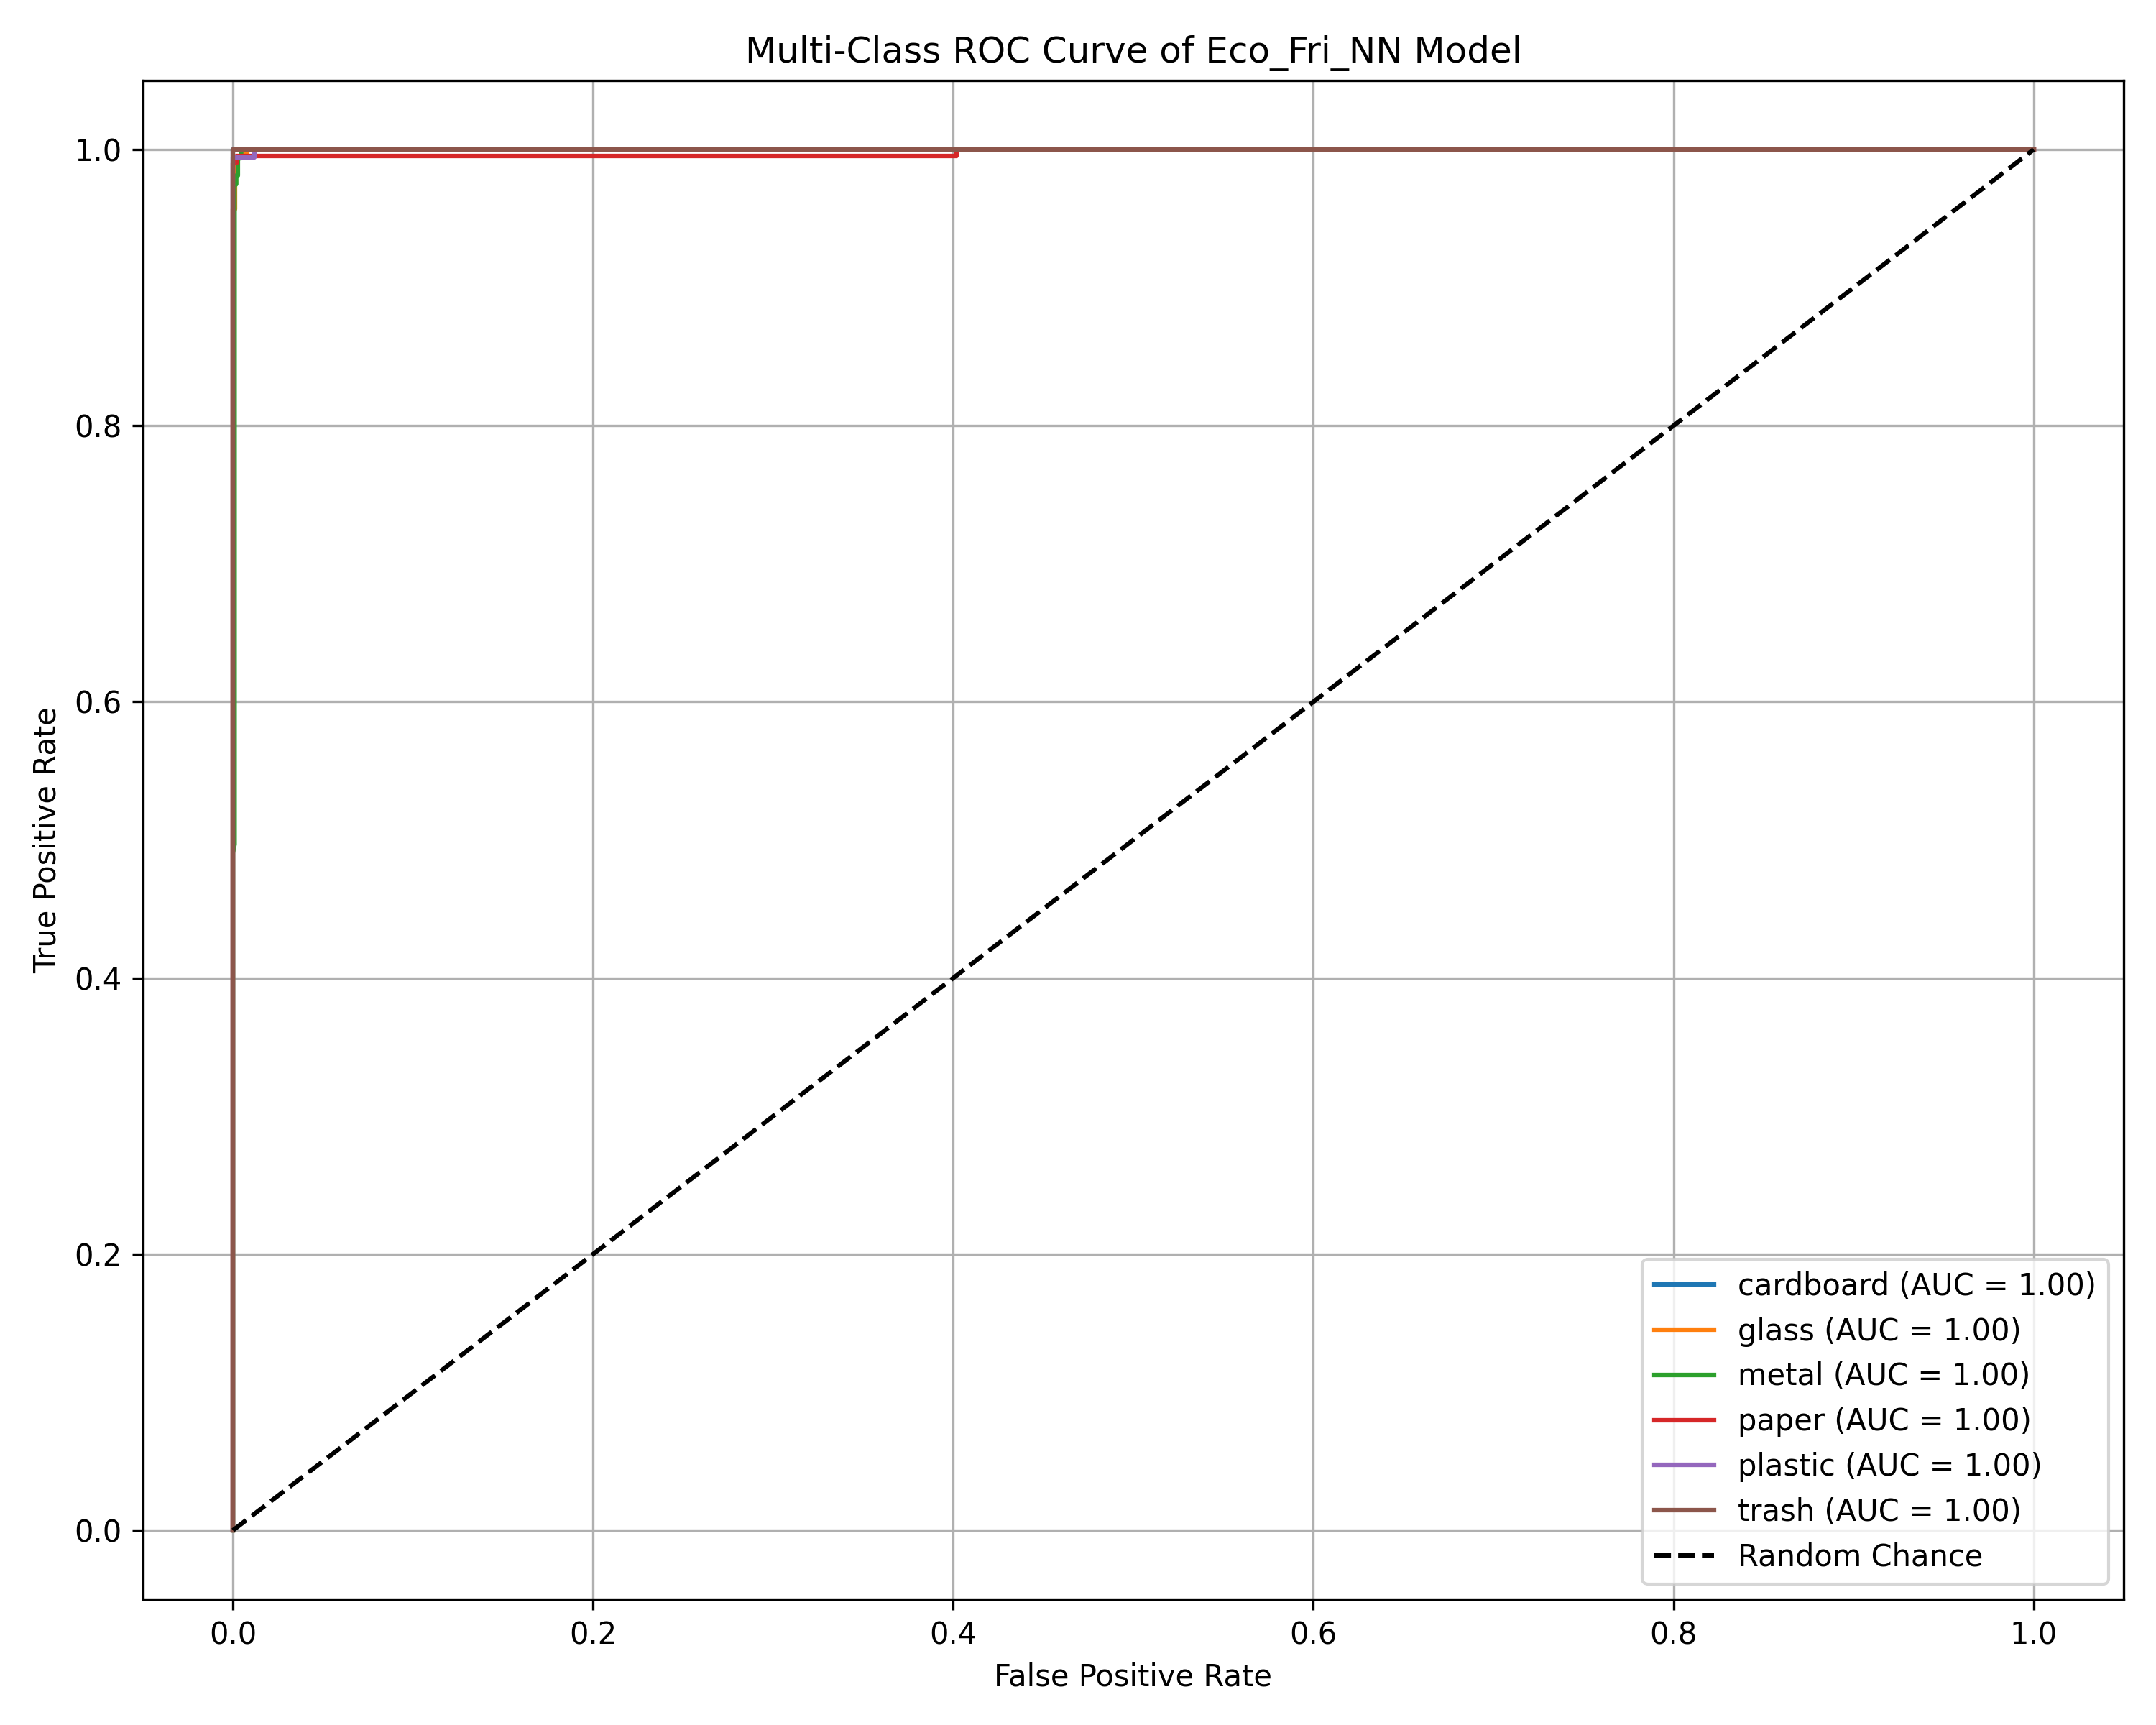 Multi-Class ROC Curve of Eco_Fri_NN Model
True Positive Rate
1.0
0.8
0.6
0.4
0.2
0.0
cardboard (AUC = 1.00)
glass (AUC = 1.00)
metal (AUC = 1.00)
paper (AUC = 1.00)
plastic (AUC = 1.00)
trash (AUC = 1.00)
Random Chance
0.0 0.2 0.4 0.6 0.8 1.0
False Positive Rate